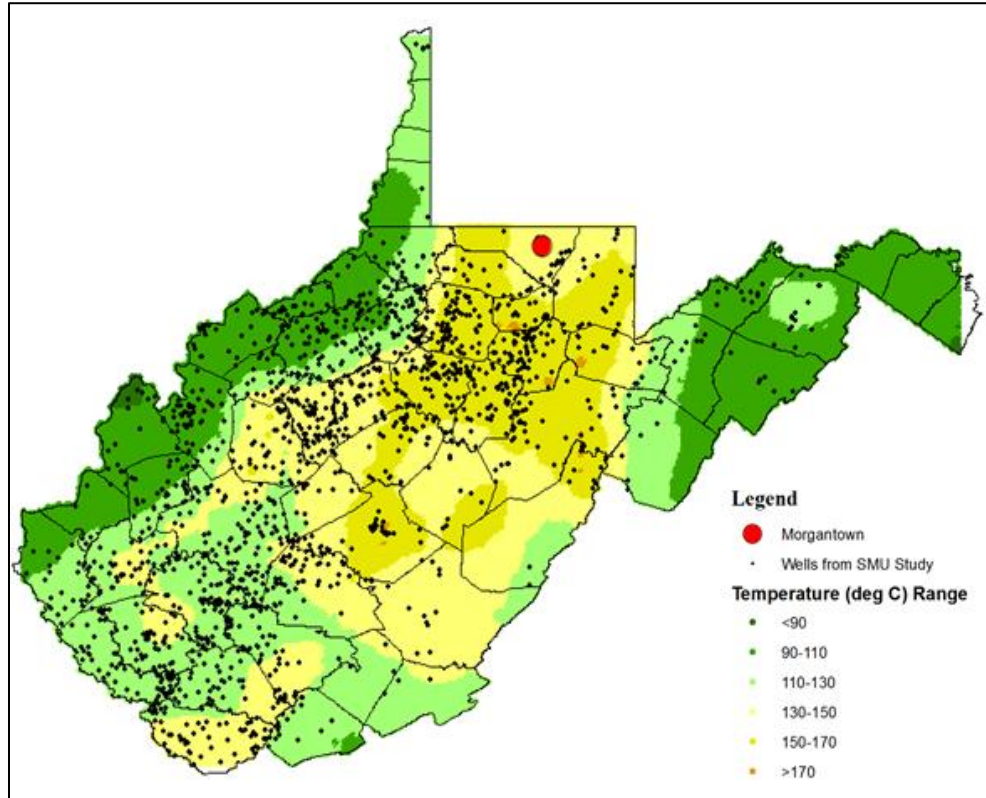 Legend
Morgantown
Wells from SMU Study
Temperature (deg C) Range
<90
90-110
110-130
130-150
150-170
>170